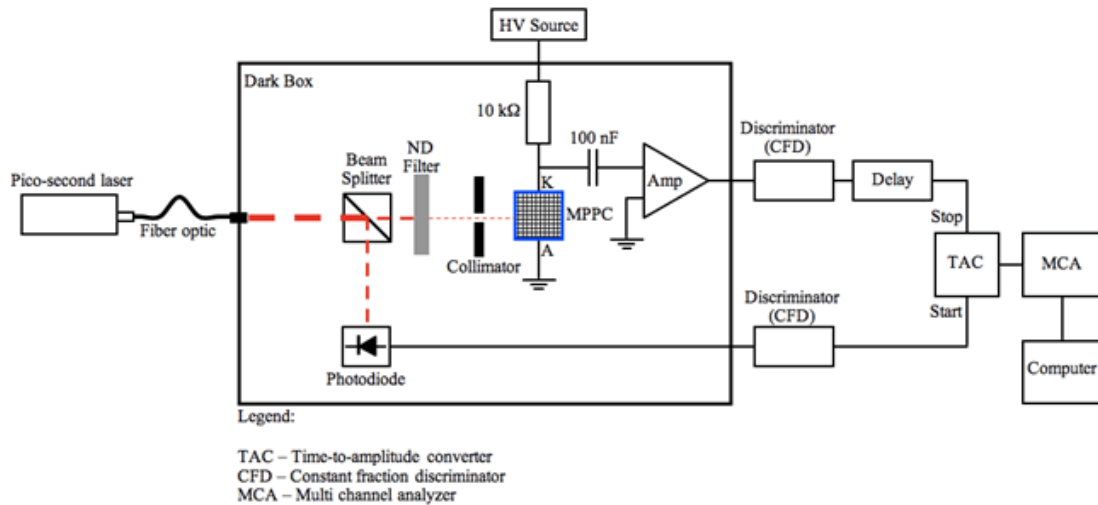 HV Source
Dark Box
10 kΩ
100 nF
ND
Filter
Beam
Splitter
Pico-second laser
Fiber optic
K
MPPC
A
Amp
Collimator
Photodiode
Discriminator
(CFD)
Delay
Stop
TAC
MCA
Start
Discriminator
(CFD)
Computer
Legend:
TAC – Time-to-amplitude converter
CFD – Constant fraction discriminator
MCA – Multi channel analyzer